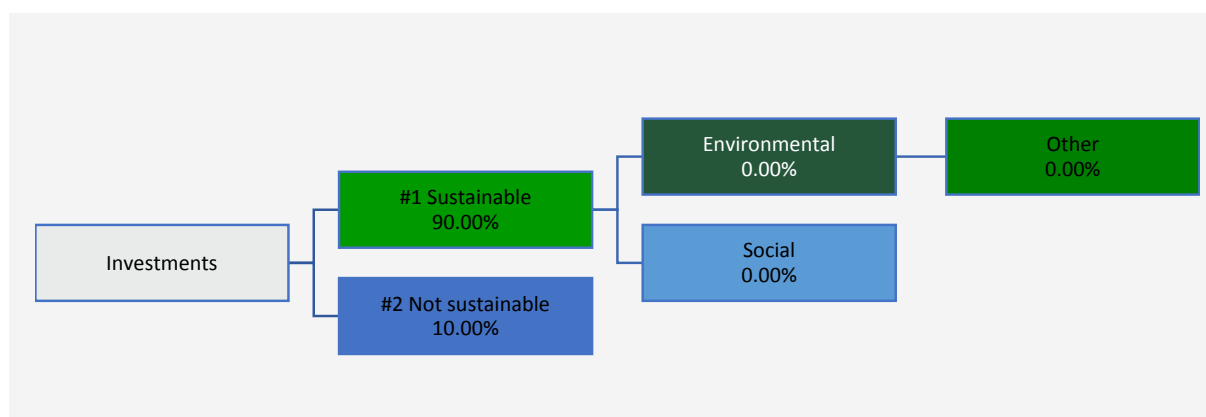 Investments
#1 Sustainable
90.00%
#2 Not sustainable
10.00%
Environmental
0.00%
Social
0.00%
Other
0.00%